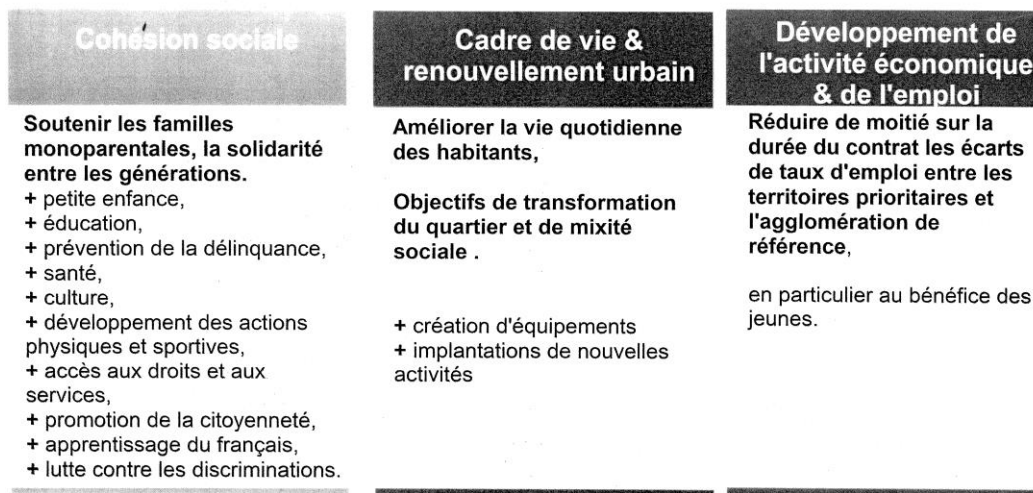 Cohésion sociale
Soutenir les familles
monoparentales, la solidarité
entre les générations.
+ petite enfance,
+ éducation,
+ prévention de la délinquance,
+ santé,
+ culture,
+ développement des actions
physiques et sportives,
+ accès aux droits et aux
services,
+ promotion de la citoyenneté,
+ apprentissage du français,
+ lutte contre les discriminations.
Cadre de vie &
renouvellement urbain
Améliorer la vie quotidienne
des habitants,
Objectifs de transformation
du quartier et de mixité
sociale .
+ création d'équipements
+ implantations de nouvelles
activités
Développement de
l'activité économique
& de l'emploi
Réduire de moitié sur la
durée du contrat les écarts
de taux d'emploi entre les
territoires prioritaires et
l'agglomération de
référence,
en particulier au bénéfice des
jeunes.